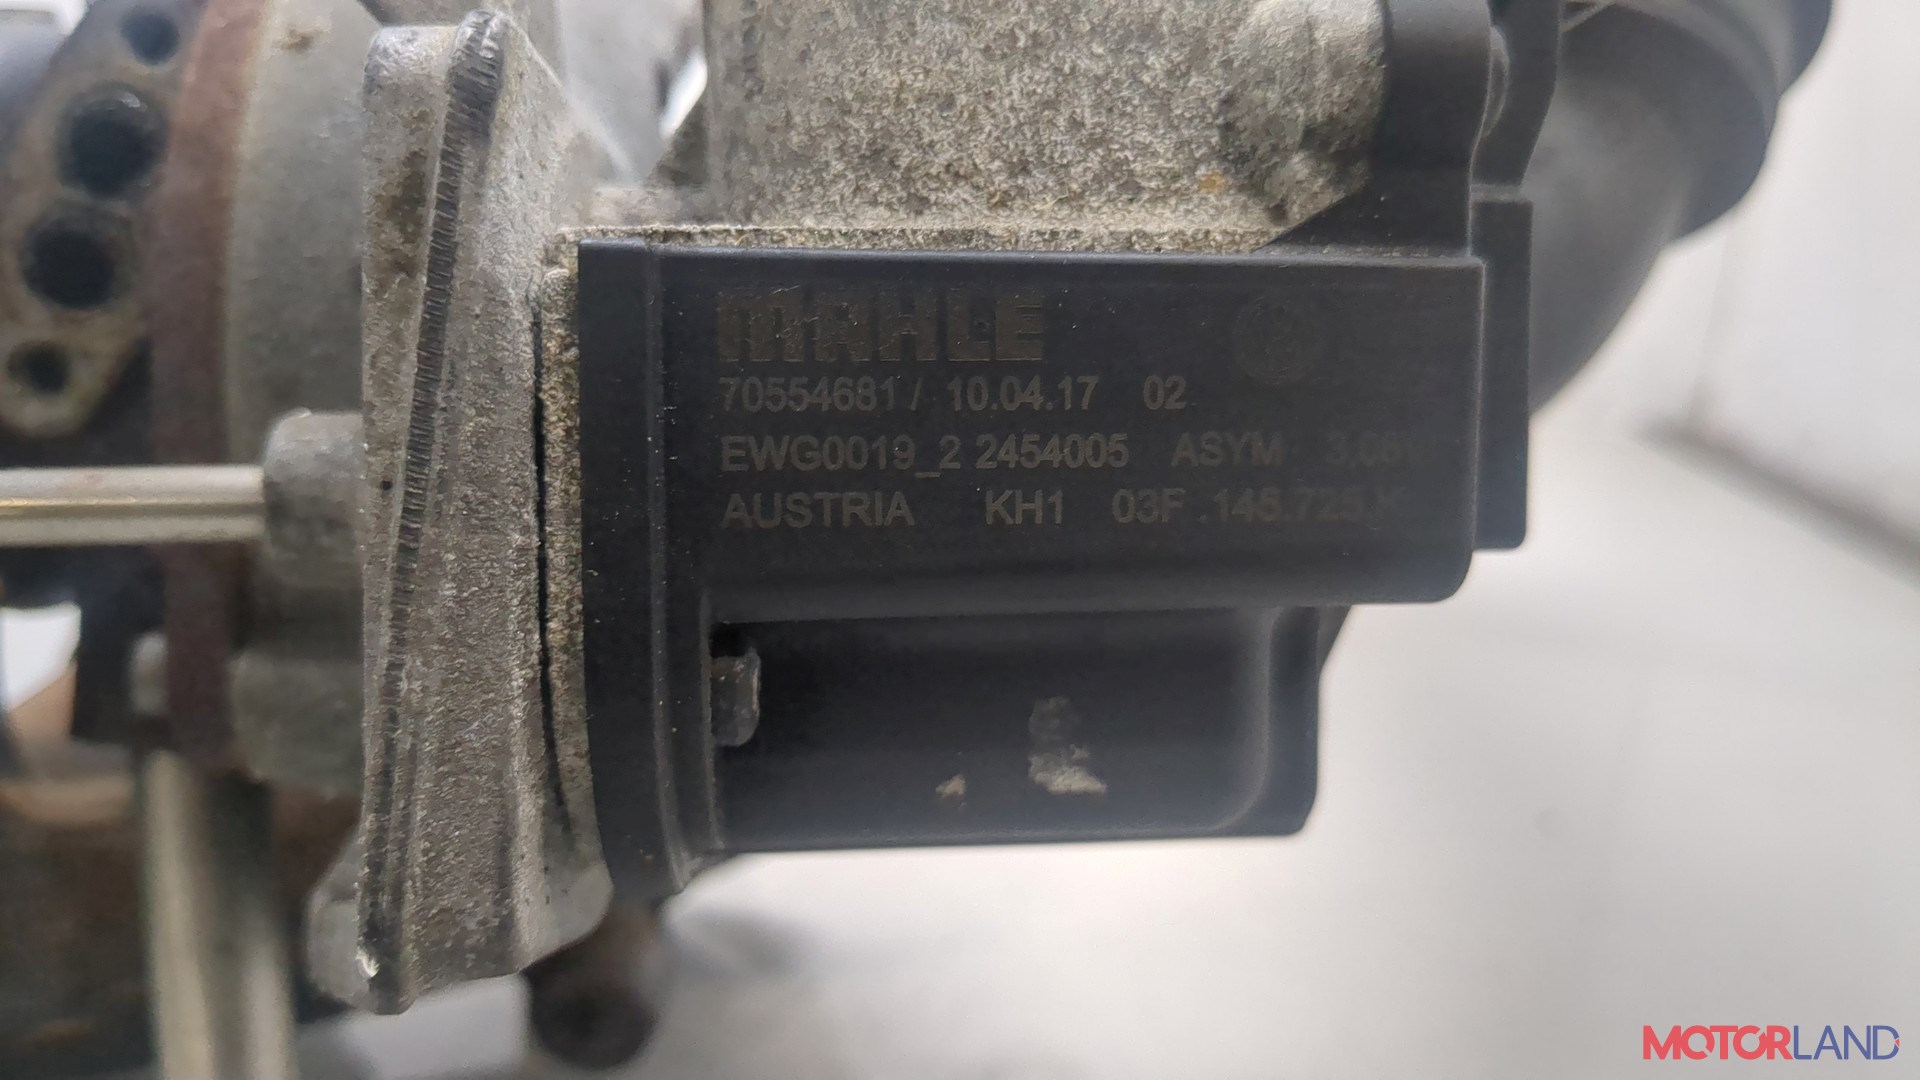 MAHLE
70554681 / 10.04.17 02
EWG0019_2 2454005 ASYM
AUSTRIA KH1 03F
MOTORLAND